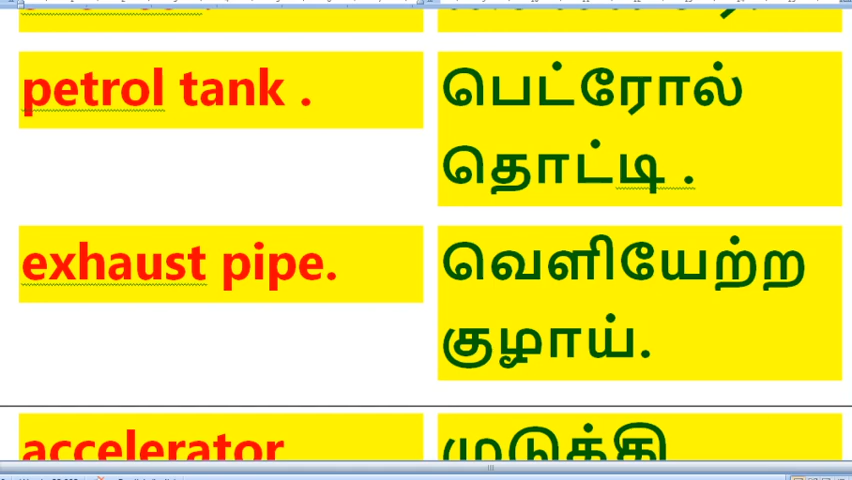 petrol tank .
பெட்ரோல்
தொட்டி .
exhaust pipe.
வெளியேற்ற
குழாய்.
accelerator
முடுக்கி